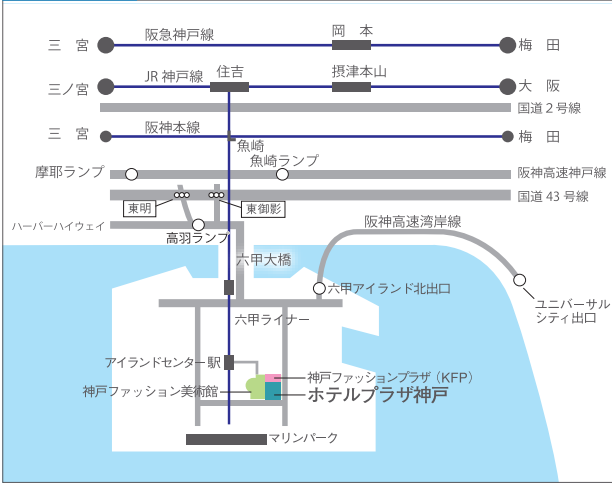 阪急神戸線
岡　本
三　宮
梅　田
JR 神戸線
住吉
摂津本山
三ノ宮
大　阪
国道２号線
阪神本線
三　宮
梅　田
魚崎
魚崎ランプ
摩耶ランプ
阪神高速神戸線
国道 43 号線
東明
東御影
ハーバーハイウェイ
阪神高速湾岸線
高羽ランプ
六甲大橋
六甲アイランド北出口
ユニバーサル
シティ出口
六甲ライナー
アイランドセンター駅
神戸ファッションプラザ（KFP）
神戸ファッション美術館
ホテルプラザ神戸
マリンパーク